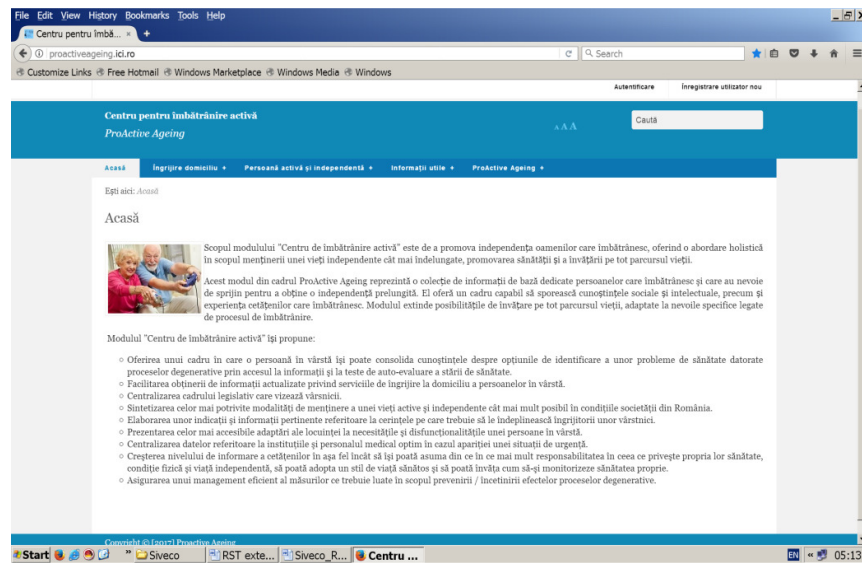 File Edit View History Bookmarks Tools Help
Centru pentru îmbă... × +
proactiveageing.ici.ro Search
Customize Links Free Hotmail Windows Marketplace Windows Media Windows
Autentificare Înregistrare utilizator nou
Centru pentru îmbătrânire activă
ProActive Ageing
A A A
Caută
Acasă Îngrijire domiciliu + Persoană activă și independentă + Informații utile + ProActive Ageing +
Ești aici: Acasă
Acasă
Scopul modulului "Centru de îmbătrânire activă" este de a promova independența oamenilor care îmbătrânesc, oferind o abordare holistică
în scopul menținerii unei vieți independente cât mai îndelungate, promovarea sănătății și a învățării pe tot parcursul vieții.
Acest modul din cadrul ProActive Ageing reprezintă o colecție de informații de bază dedicate persoanelor care îmbătrânesc și care au nevoie
de sprijin pentru a obține o independență prelungită. El oferă un cadru capabil să sporească cunoștințele sociale și intelectuale, precum și
experiența cetățenilor care îmbătrânesc. Modulul extinde posibilitățile de învățare pe tot parcursul vieții, adaptate la nevoile specifice legate
de procesul de îmbătrânire.
Modulul "Centru de îmbătrânire activă" își propune:
Oferirea unui cadru în care o persoană în vârstă își poate consolida cunoștințele despre opțiunile de identificare a unor probleme de sănătate datorate
proceselor degenerative prin accesul la informații și la teste de auto-evaluare a stării de sănătate.
Facilitarea obținerii de informații actualizate privind serviciile de îngrijire la domiciliu a persoanelor în vârstă.
Centralizarea cadrului legislativ care vizează vârsnicii.
Sintetizarea celor mai potrivite modalități de menținere a unei vieți active și independente cât mai mult posibil în condițiile societății din România.
Elaborarea unor indicații și informații pertinente referitoare la cerințele pe care trebuie să le îndeplinească îngrijitorii unor vârstnici.
Prezentarea celor mai accesibile adaptări ale locuinței la necesitățile și disfuncționalitățile unei persoane în vârstă.
Centralizarea datelor referitoare la instituțiile și personalul medical optim în cazul apariției unei situații de urgență.
Creșterea nivelului de informare a cetățenilor în așa fel încât să își poată asuma din ce în ce mai mult responsabilitatea în ceea ce privește propria lor sănătate,
condiție fizică și viață independentă, să poată adopta un stil de viață sănătos și să poată învăța cum să-și monitorizeze sănătatea proprie.
Asigurarea unui management eficient al măsurilor ce trebuie luate în scopul prevenirii / încetinirii efectelor proceselor degenerative.
Copyright © [2017] Proactive Ageing
Start » Siveco RST exte... Siveco_R... Centru ... EN « 05:13